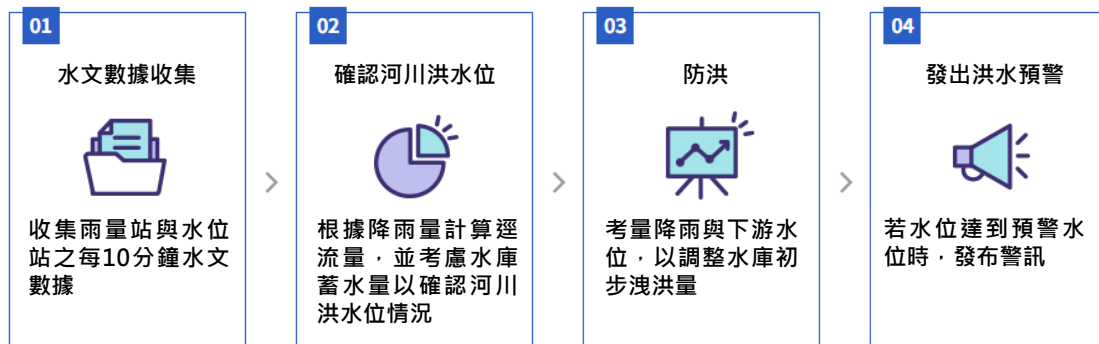 01
水文數據收集
收集雨量站與水位
站之每10分鐘水文
數據
02
確認河川洪水位
根據降雨量計算逕
流量，並考慮水庫
蓄水量以確認河川
洪水位情況
03
防洪
考量降雨與下游水
位，以調整水庫初
步洩洪量
04
發出洪水預警
若水位達到預警水
位時，發布警訊